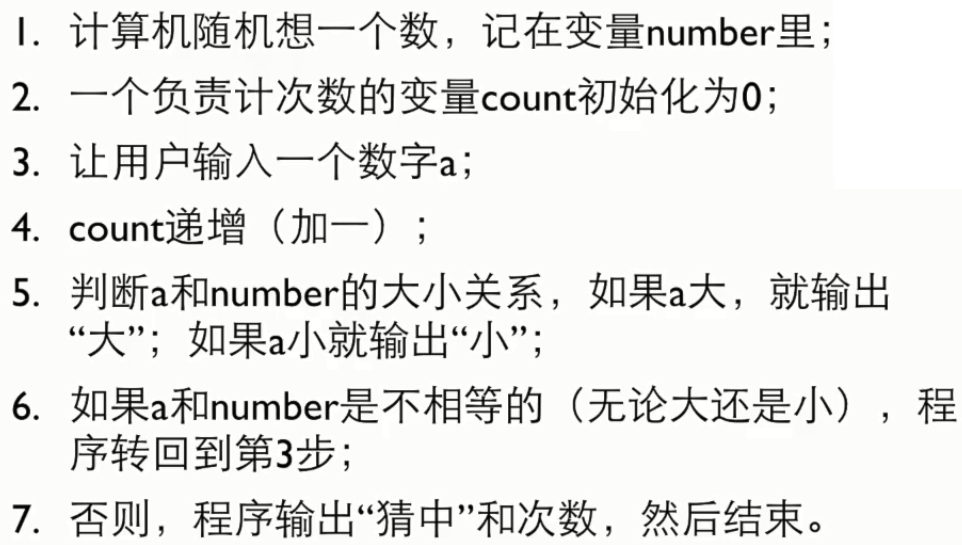 1. 计算机随机想一个数，记在变量number里；
2. 一个负责计次数的变量count初始化为0；
3. 让用户输入一个数字a；
4. count递增（加一）；
5. 判断a和number的大小关系，如果a大，就输出
“大”；如果a小就输出“小”；
6. 如果a和number是不相等的（无论大还是小），程
序转回到第3步；
7. 否则，程序输出“猜中”和次数，然后结束。